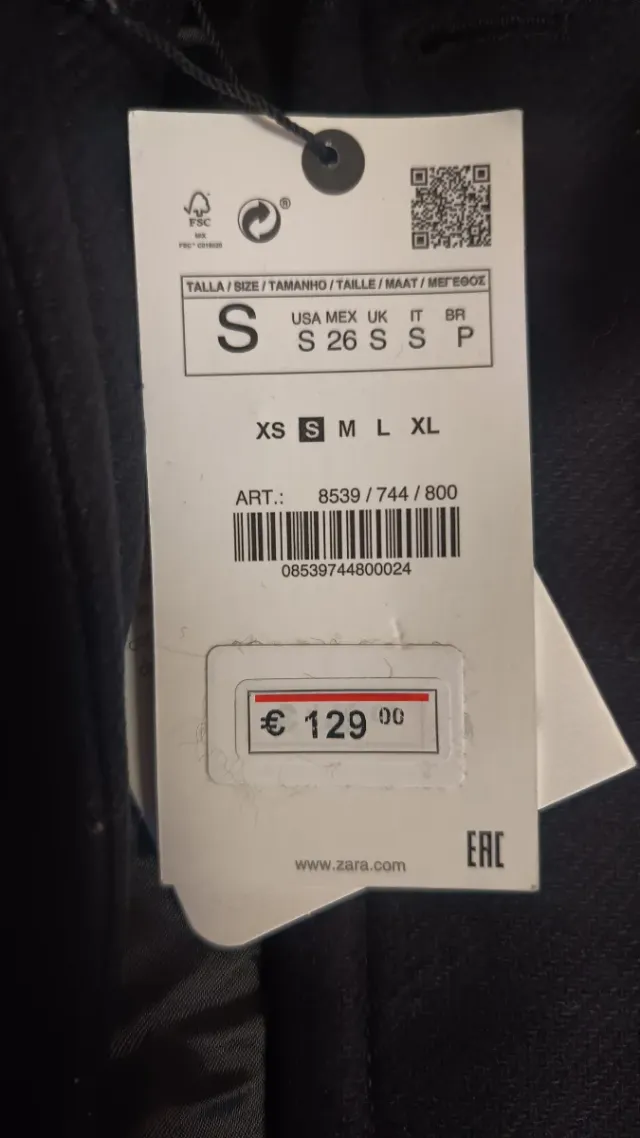 ®
FSC
MIX
TALLA / SIZE / TAMANHO / TAILLE / MAAT / ΜΕΓΕΘΟΣ
S
USA MEX UK IT BR
S 26 S S P
XS S M L XL
ART.: 8539 / 744 / 800
08539744800024
€ 129 00
www.zara.com
EAC